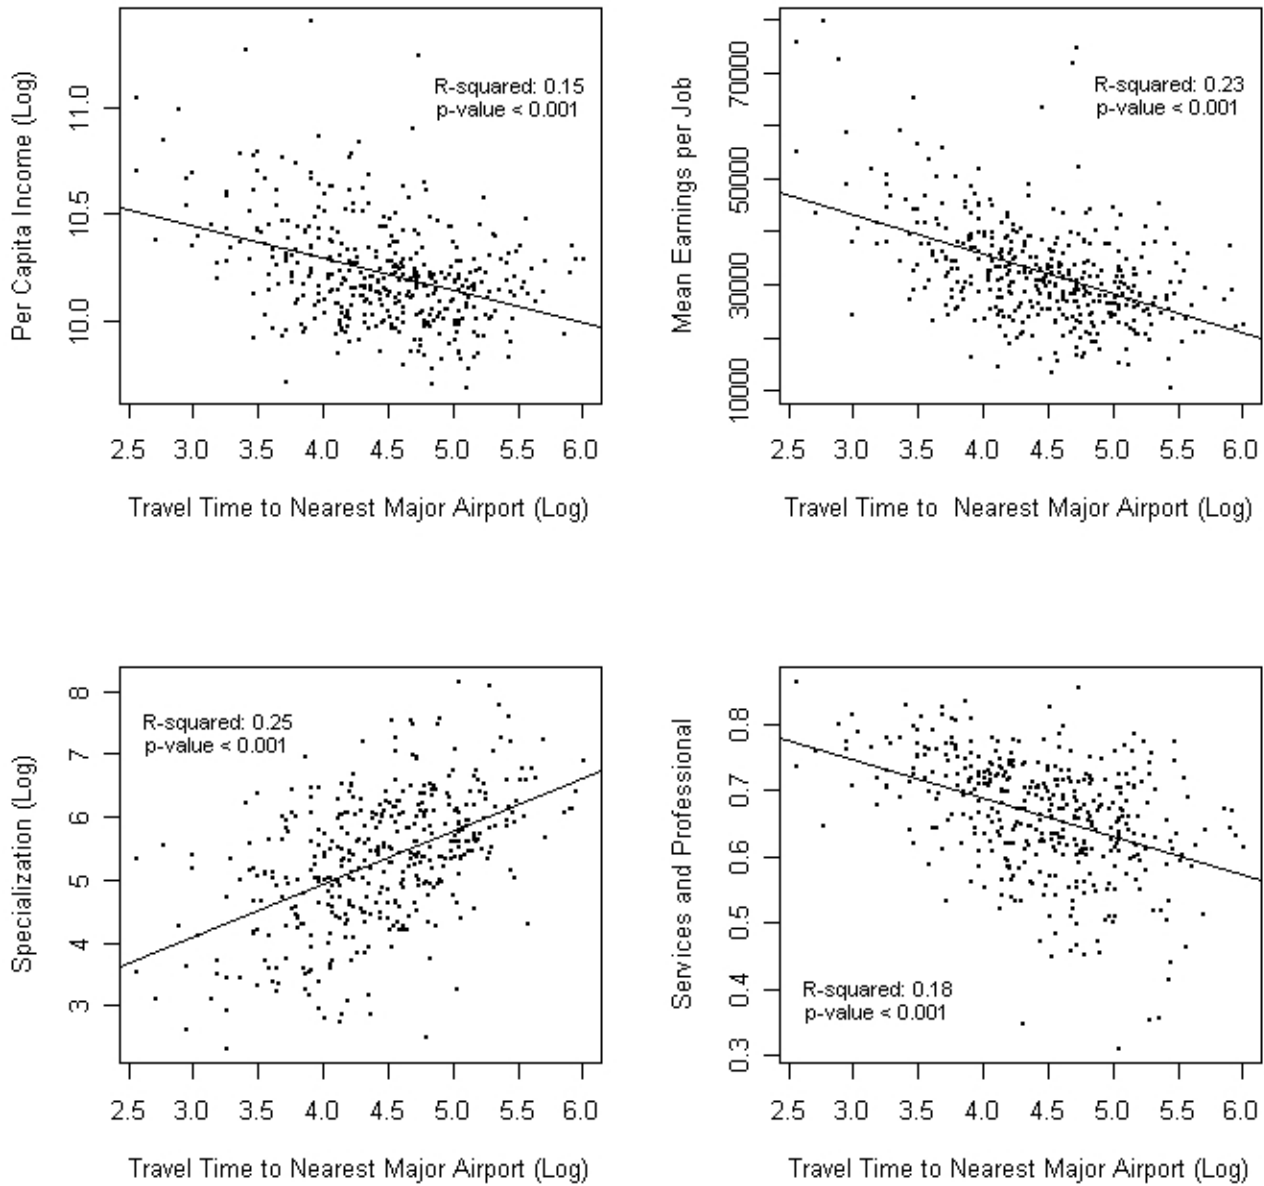 Per Capita Income (Log)
11.0
10.5
10.0
R-squared: 0.15
p-value < 0.001
2.5 3.0 3.5 4.0 4.5 5.0 5.5 6.0
Travel Time to Nearest Major Airport (Log)
Mean Earnings per Job
70000
50000
30000
10000
R-squared: 0.23
p-value < 0.001
2.5 3.0 3.5 4.0 4.5 5.0 5.5 6.0
Travel Time to Nearest Major Airport (Log)
Specialization (Log)
8
7
6
5
4
3
R-squared: 0.25
p-value < 0.001
2.5 3.0 3.5 4.0 4.5 5.0 5.5 6.0
Travel Time to Nearest Major Airport (Log)
Services and Professional
0.8
0.7
0.6
0.5
0.4
0.3
R-squared: 0.18
p-value < 0.001
2.5 3.0 3.5 4.0 4.5 5.0 5.5 6.0
Travel Time to Nearest Major Airport (Log)